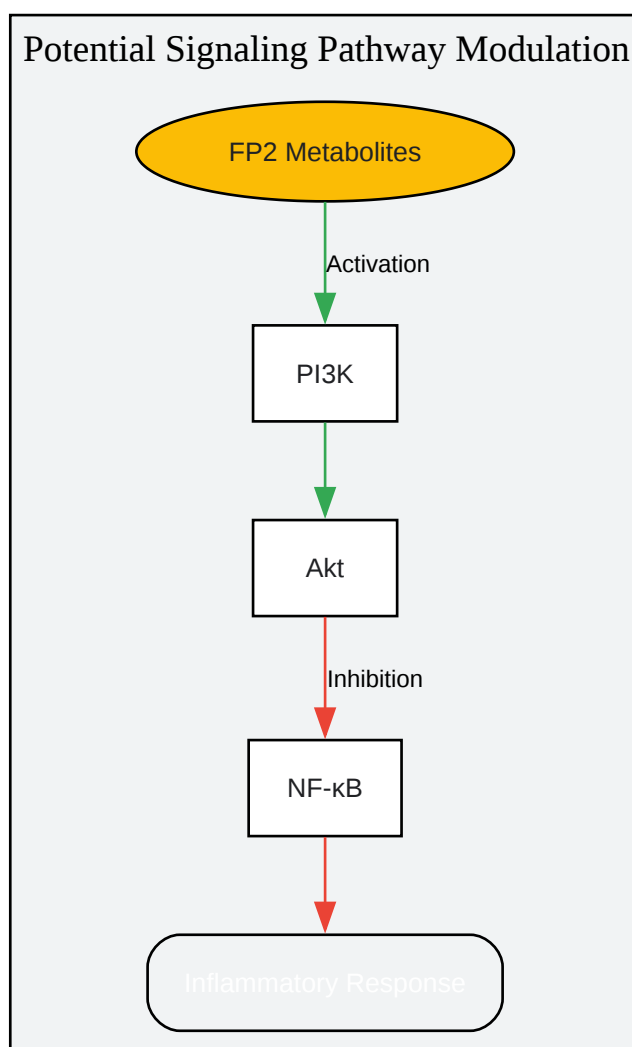 Potential Signaling Pathway Modulation
FP2 Metabolites
Activation
PI3K
Akt
Inhibition
NF-κB
Inflammatory Response